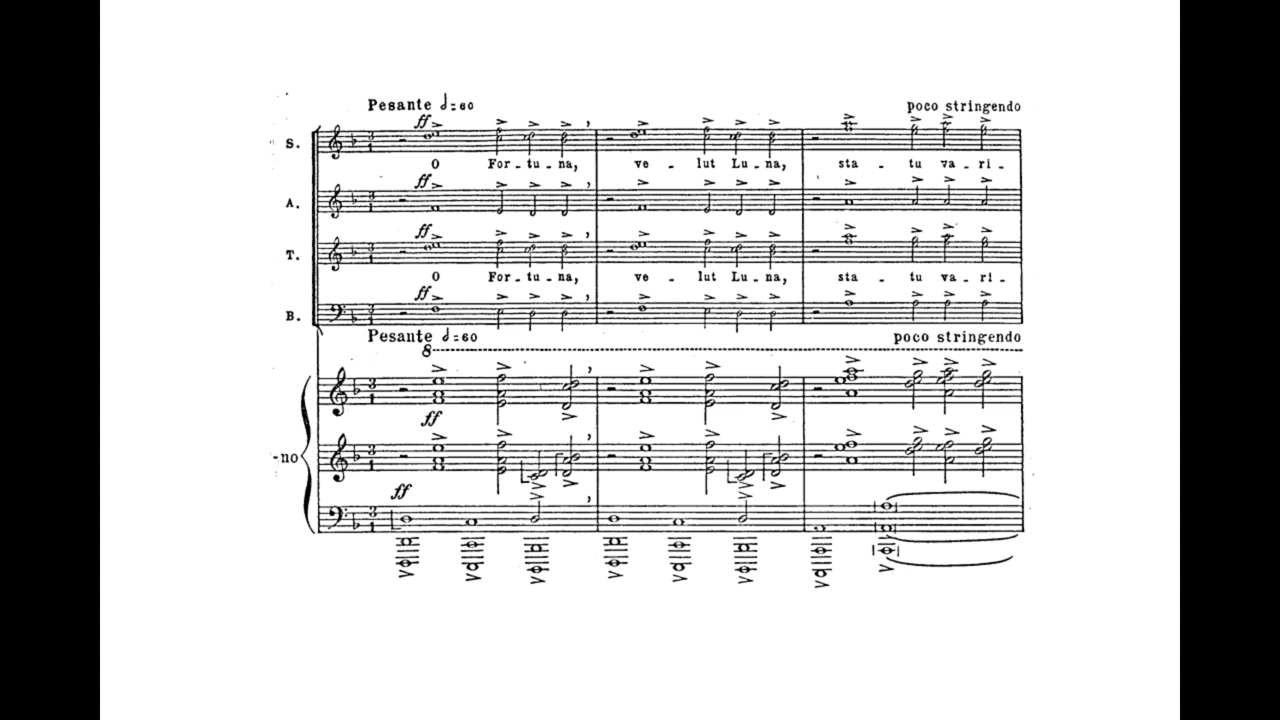 Pesante 𝅗𝅥=60 poco stringendo
ff
S.
O For-tu-na, ve - lut Lu-na, sta - tu va-ri-
ff
A.
ff
T.
O For-tu-na, ve - lut Lu-na, sta - tu va-ri-
ff
B.
Pesante 𝅗𝅥=60 poco stringendo
8
ff
-no
ff